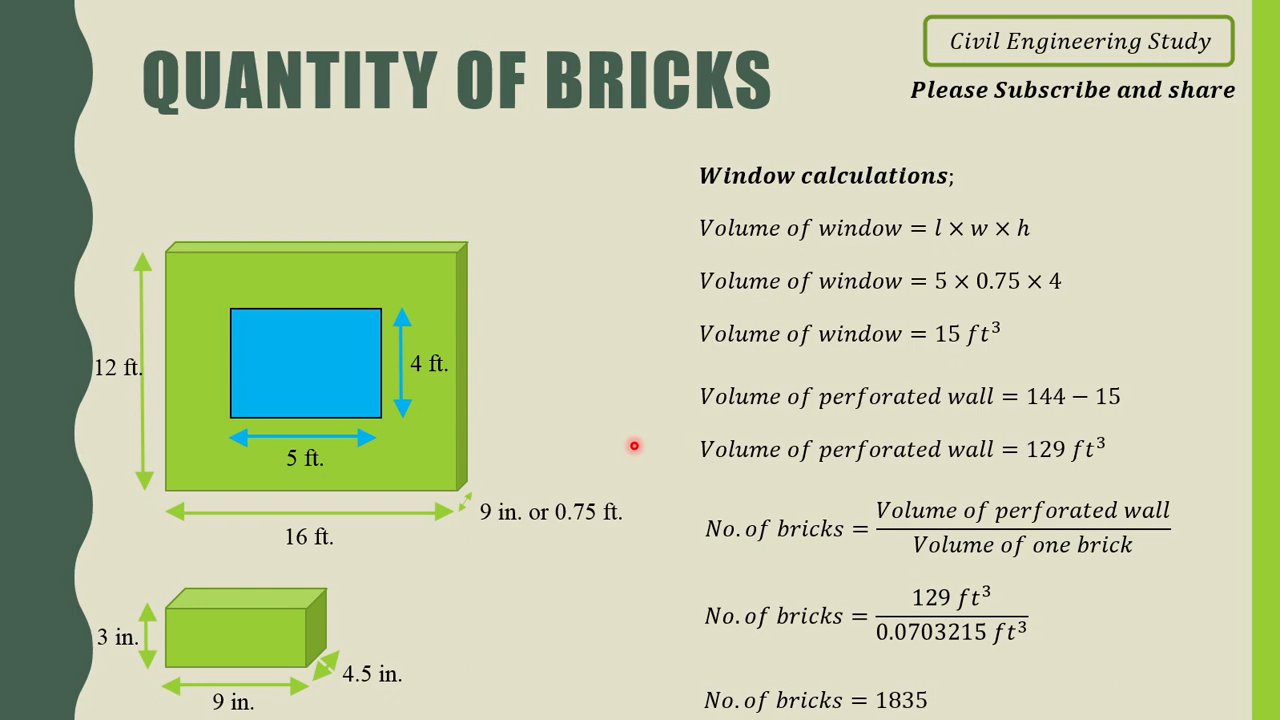 QUANTITY OF BRICKS
Civil Engineering Study
Please Subscribe and share
12 ft.
4 ft.
5 ft.
9 in. or 0.75 ft.
16 ft.
3 in.
4.5 in.
9 in.
Window calculations;
Volume of window = l × w × h
Volume of window = 5 × 0.75 × 4
Volume of window = 15 ft³
Volume of perforated wall = 144 − 15
Volume of perforated wall = 129 ft³
No. of bricks = Volume of perforated wall / Volume of one brick
No. of bricks = 129 ft³ / 0.0703215 ft³
No. of bricks = 1835